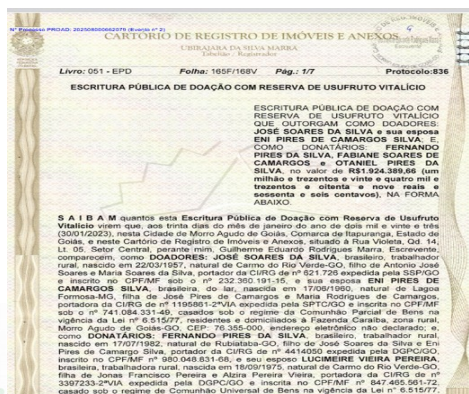 Nº Processo PROAD: 202508000662075 (Evento nº 2)
CARTÓRIO DE REGISTRO DE IMÓVEIS E ANEXOS
UBIRAJARA DA SILVA MARRA
Tabelião / Registrador
Livro: 051 - EPD Folha: 165F/168V Pág.: 1/7 Protocolo:836
ESCRITURA PÚBLICA DE DOAÇÃO COM RESERVA DE USUFRUTO VITALÍCIO
ESCRITURA PÚBLICA DE DOAÇÃO COM
RESERVA DE USUFRUTO VITALÍCIO
QUE OUTORGAM COMO DOADORES:
JOSÉ SOARES DA SILVA e sua esposa
ENI PIRES DE CAMARGOS SILVA; E,
COMO DONATÁRIOS: FERNANDO
PIRES DA SILVA, FABIANE SOARES DE
CAMARGOS e OTANIEL PIRES DA
SILVA, no valor de R$1.924.389,66 (um
milhão e trezentos e vinte e quatro mil e
trezentos e oitenta e nove reais e
sessenta e seis centavos), NA FORMA
ABAIXO.
S A I B A M quantos esta Escritura Pública de Doação com Reserva de Usufruto
Vitalício virem que, aos trinta dias do mês de janeiro do ano de dois mil e vinte e três
(30/01/2023), nesta Cidade de Morro Agudo de Goiás, Comarca de Itapuranga, Estado de
Goiás, e neste Cartório de Registro de Imóveis e Anexos, situado à Rua Violeta, Qd. 14,
Lt. 05, Setor Central, perante mim, Guilherme Eduardo Rodrigues Marra, Escrevente,
comparecem, como DOADORES: JOSÉ SOARES DA SILVA, brasileiro, trabalhador
rural, nascido em 22/03/1957, natural de Carmo do Rio Verde-GO, filho de Antonio José
Soares e Maria Soares da Silva, portador da CI/RG de nº 621.726 expedida pela SSP/GO
e inscrito no CPF/MF sob o nº 232.360.191-15, e sua esposa ENI PIRES DE
CAMARGOS SILVA, brasileira, do lar, nascida em 17/09/1960, natural de Lagoa
Formosa-MG, filha de José Pires de Camargos e Maria Rodrigues de Camargos,
portadora da CI/RG de nº 1195861-2ªVIA expedida pela SPTC/GO e inscrita no CPF/MF
sob o nº 741.084.331-49, casados sob o regime da Comunhão Parcial de Bens na
vigência da Lei nº 6.515/77, residentes e domiciliados à Fazenda Caraíba, zona rural,
Morro Agudo de Goiás-GO, CEP: 76.355-000, endereço eletrônico não declarado; e,
como DONATÁRIOS: FERNANDO PIRES DA SILVA, brasileiro, trabalhador rural,
nascido em 17/07/1982, natural de Rubiataba-GO, filho de José Soares da Silva e Eni
Pires de Camargo Silva, portador da CI/RG de nº 4414050 expedida pela DGPC/GO,
inscrito no CPF/MF nº 980.048.831-68, e seu esposo LUCIMEIRE VIEIRA PEREIRA,
brasileira, trabalhadora rural, nascida em 18/09/1975, natural de Carmo do Rio Verde-GO,
filha de Jonas Francisco Pereira e Alzira Pereira Vieira, portadora da CI/RG de nº
3397233-2ªVIA expedida pela DGPC/GO e inscrita no CPF/MF nº 847.465.561-72,
casado sob o regime de Comunhão Universal de Bens na vigência da Lei n° 6.515/77,